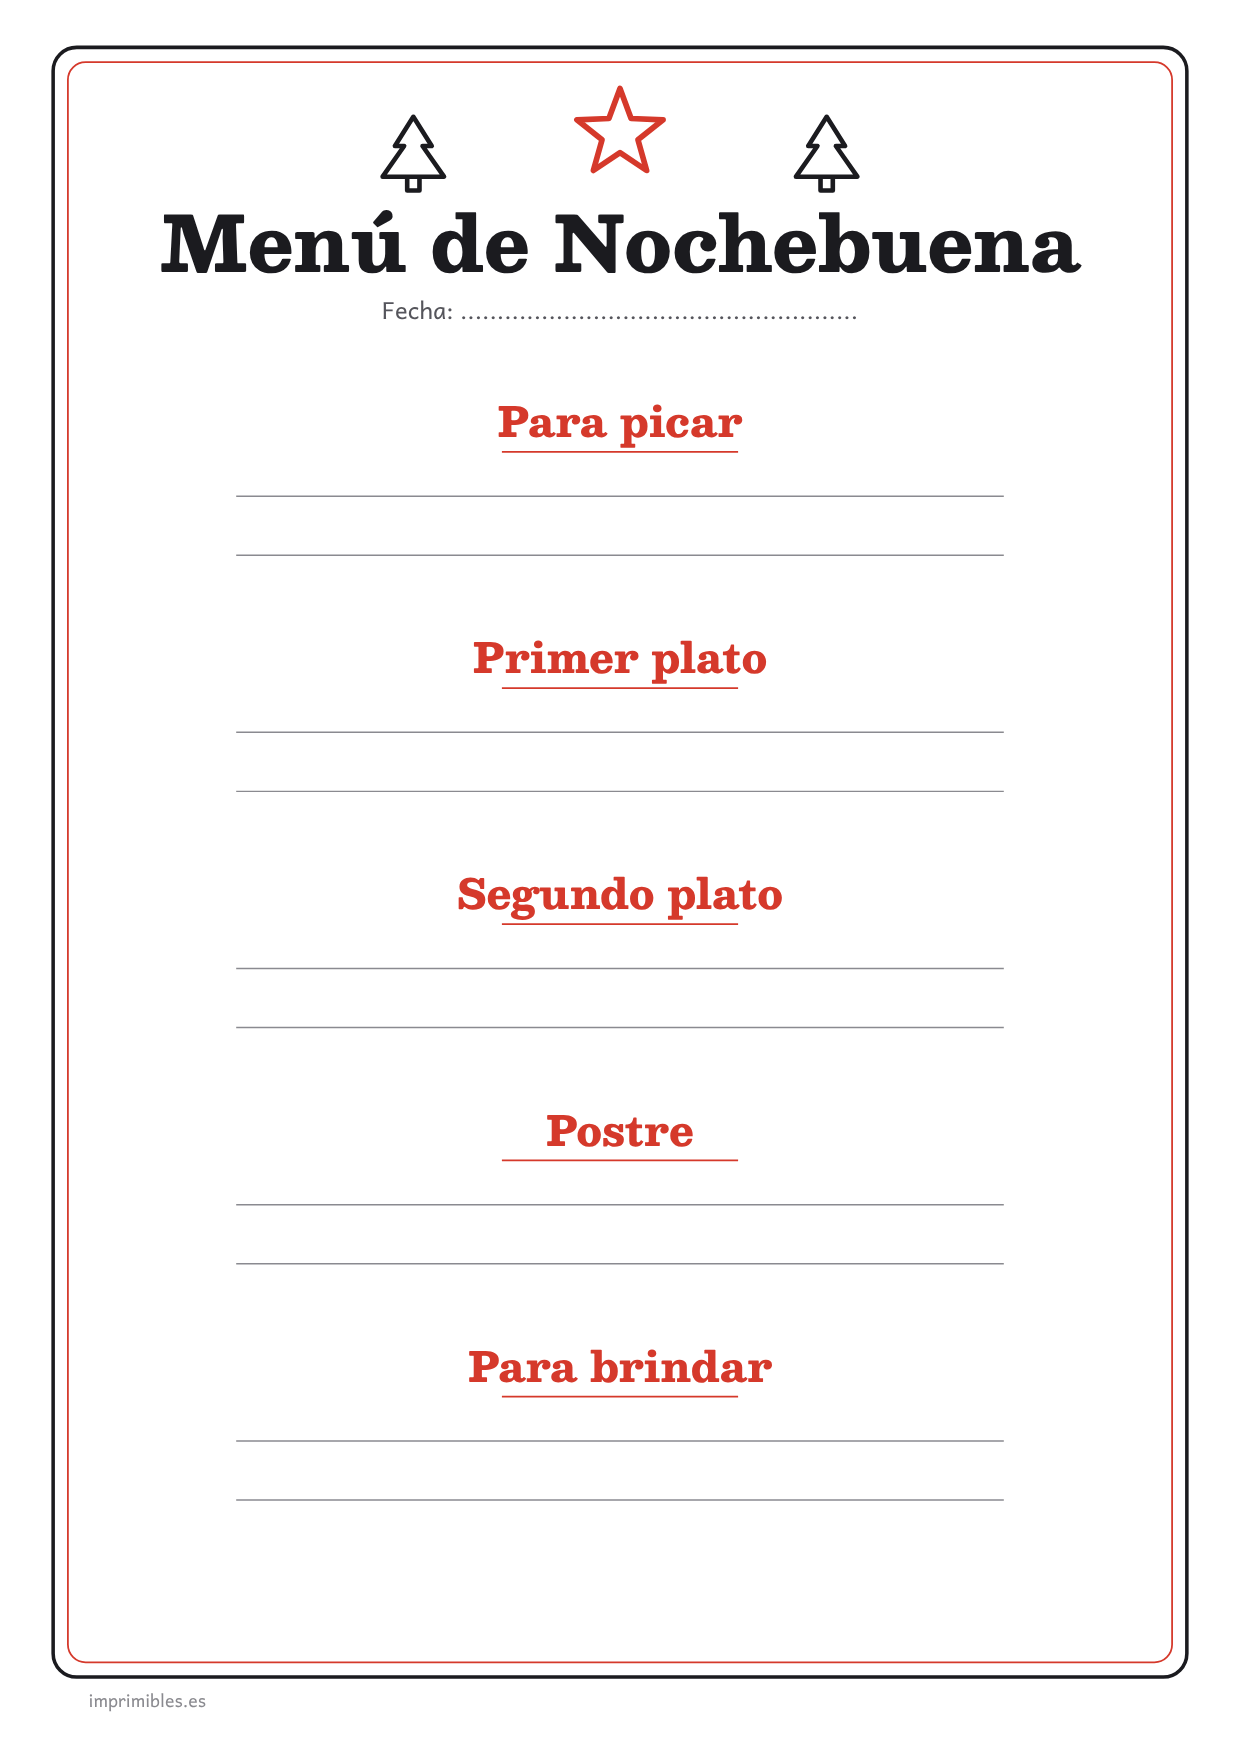 Menú de Nochebuena
Fecha: ......................................................
Para picar
Primer plato
Segundo plato
Postre
Para brindar
imprimibles.es